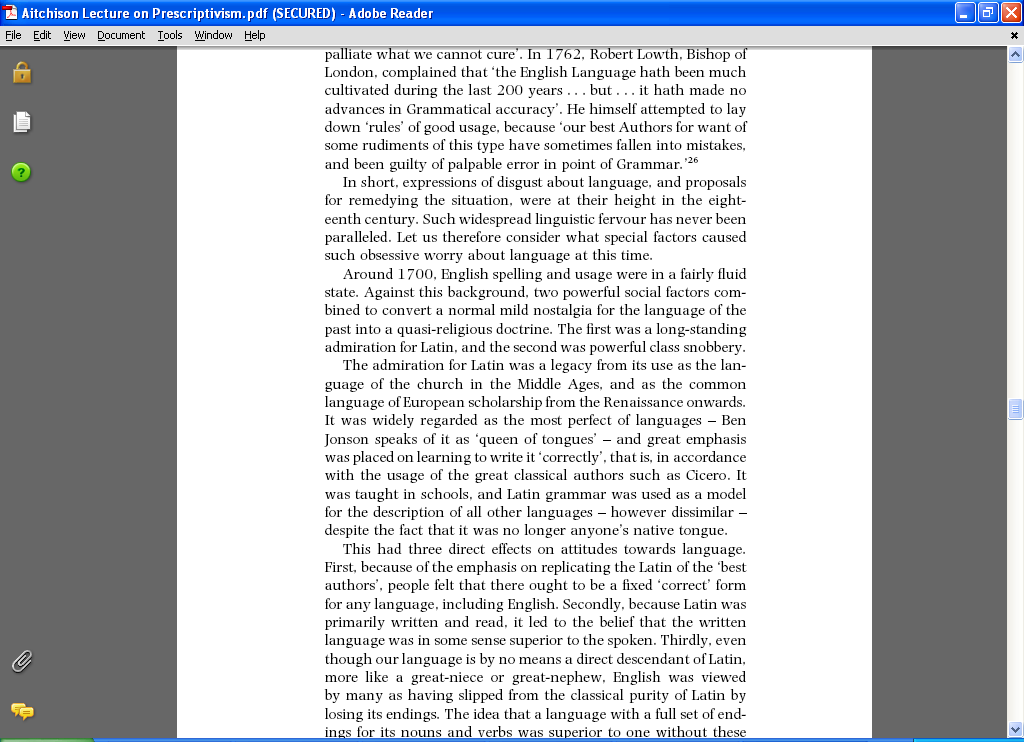 Aitchison Lecture on Prescriptivism.pdf (SECURED) - Adobe Reader
File Edit View Document Tools Window Help
palliate what we cannot cure’. In 1762, Robert Lowth, Bishop of
London, complained that ‘the English Language hath been much
cultivated during the last 200 years . . . but . . . it hath made no
advances in Grammatical accuracy’. He himself attempted to lay
down ‘rules’ of good usage, because ‘our best Authors for want of
some rudiments of this type have sometimes fallen into mistakes,
and been guilty of palpable error in point of Grammar.’26
In short, expressions of disgust about language, and proposals
for remedying the situation, were at their height in the eight-
eenth century. Such widespread linguistic fervour has never been
paralleled. Let us therefore consider what special factors caused
such obsessive worry about language at this time.
Around 1700, English spelling and usage were in a fairly fluid
state. Against this background, two powerful social factors com-
bined to convert a normal mild nostalgia for the language of the
past into a quasi-religious doctrine. The first was a long-standing
admiration for Latin, and the second was powerful class snobbery.
The admiration for Latin was a legacy from its use as the lan-
guage of the church in the Middle Ages, and as the common
language of European scholarship from the Renaissance onwards.
It was widely regarded as the most perfect of languages – Ben
Jonson speaks of it as ‘queen of tongues’ – and great emphasis
was placed on learning to write it ‘correctly’, that is, in accordance
with the usage of the great classical authors such as Cicero. It
was taught in schools, and Latin grammar was used as a model
for the description of all other languages – however dissimilar –
despite the fact that it was no longer anyone’s native tongue.
This had three direct effects on attitudes towards language.
First, because of the emphasis on replicating the Latin of the ‘best
authors’, people felt that there ought to be a fixed ‘correct’ form
for any language, including English. Secondly, because Latin was
primarily written and read, it led to the belief that the written
language was in some sense superior to the spoken. Thirdly, even
though our language is by no means a direct descendant of Latin,
more like a great-niece or great-nephew, English was viewed
by many as having slipped from the classical purity of Latin by
losing its endings. The idea that a language with a full set of end-
ings for its nouns and verbs was superior to one without these